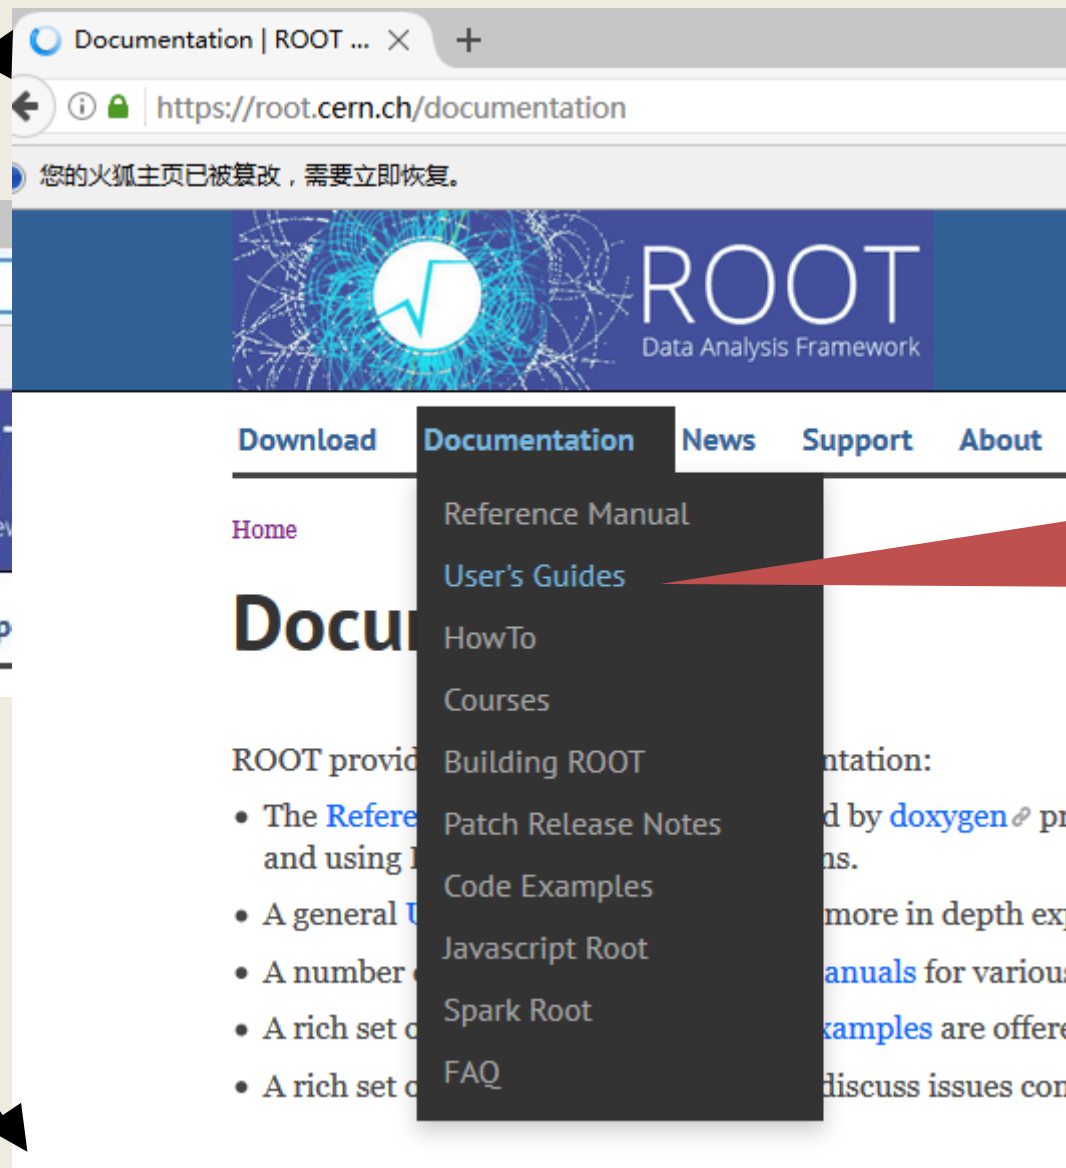 Documentation | ROOT ...
https://root.cern.ch/documentation
您的火狐主页已被篡改，需要立即恢复。
ROOT
Data Analysis Framework
Download Documentation News Support About
Home
Reference Manual
User's Guides
HowTo
Courses
Building ROOT
Patch Release Notes
Code Examples
Javascript Root
Spark Root
FAQ
Docu
ROOT provid ntation:
The Refere d by doxygen pr
and using ns.
A general more in depth exp
A number anuals for various
A rich set o xamples are offere
A rich set o discuss issues con